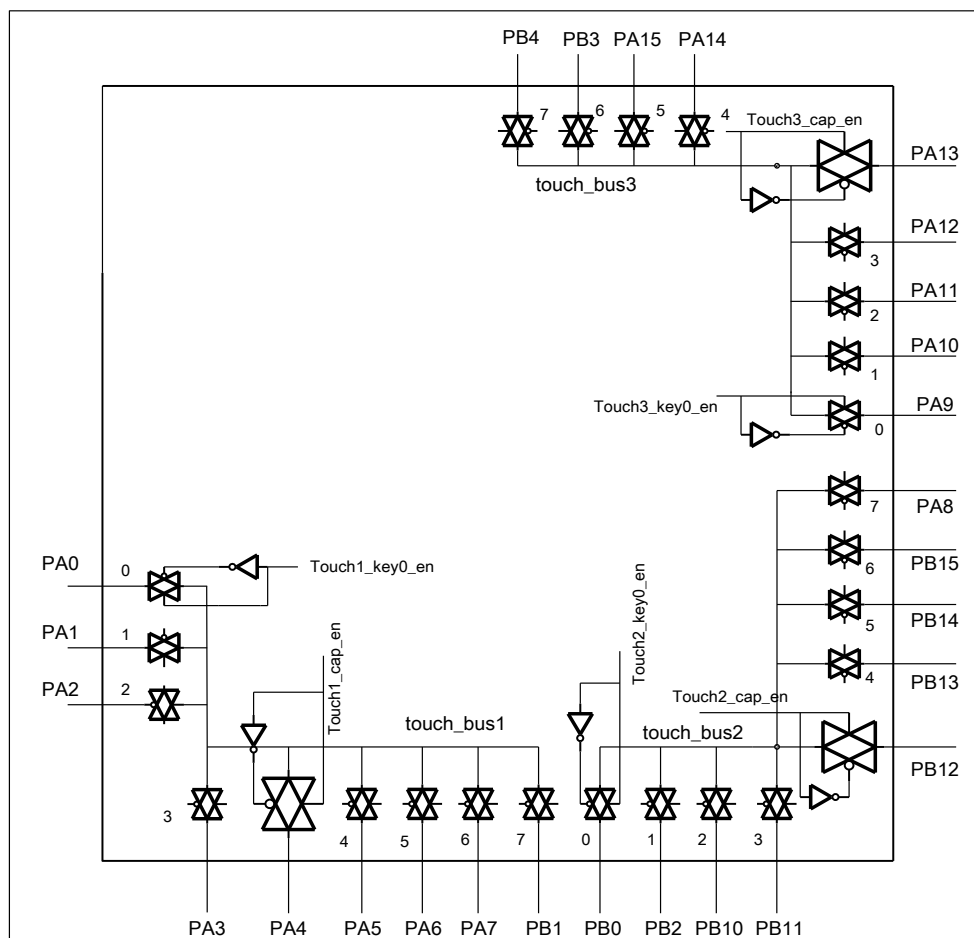 PB4 PB3 PA15 PA14
7 6 5 4
Touch3_cap_en
PA13
touch_bus3
PA12
3
PA11
2
PA10
1
Touch3_key0_en
PA9
0
7
PA8
PA0
0
Touch1_key0_en
6
PB15
PA1
1
5
PB14
PA2
2
Touch1_cap_en
Touch2_key0_en
4
PB13
Touch2_cap_en
touch_bus1
touch_bus2
PB12
3
4 5 6 7 0 1 2 3
PA3 PA4 PA5 PA6 PA7 PB1 PB0 PB2 PB10 PB11